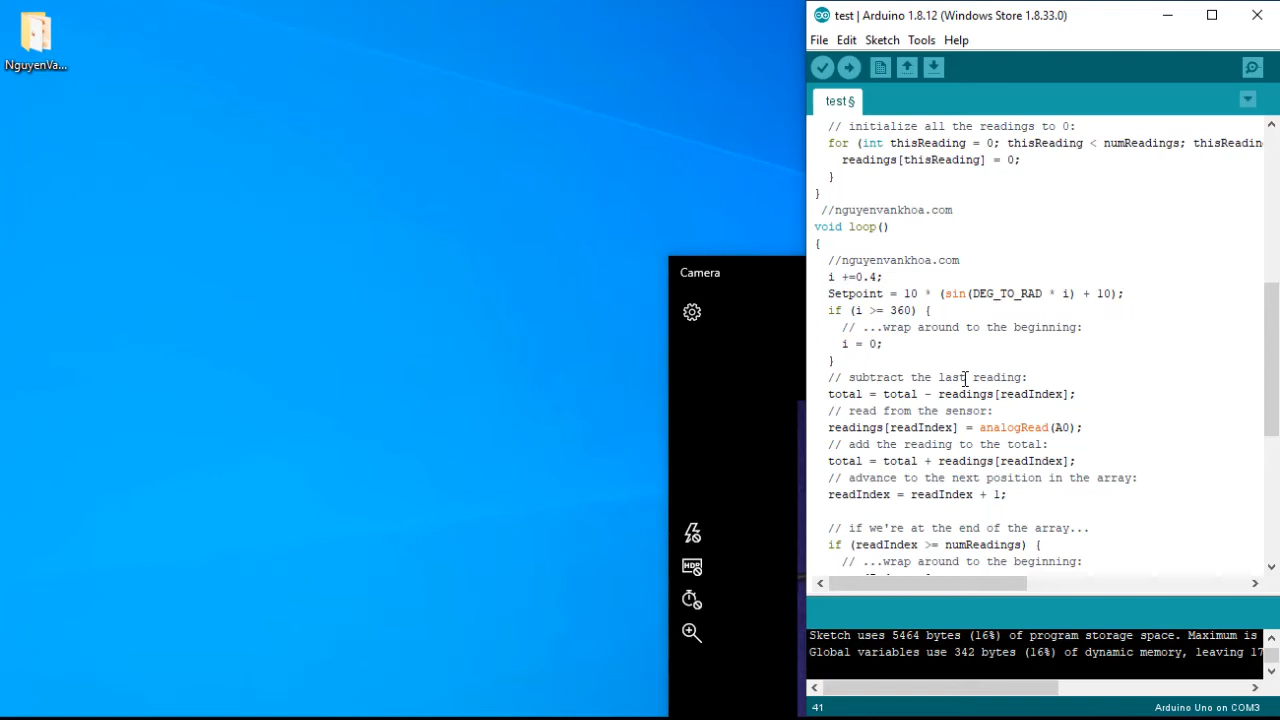 NguyenVa...
Camera
test | Arduino 1.8.12 (Windows Store 1.8.33.0)
File Edit Sketch Tools Help
test §
// initialize all the readings to 0:
for (int thisReading = 0; thisReading < numReadings; thisReadin
readings[thisReading] = 0;
}
}
//nguyenvankhoa.com
void loop()
{
//nguyenvankhoa.com
i +=0.4;
Setpoint = 10 * (sin(DEG_TO_RAD * i) + 10);
if (i >= 360) {
// ...wrap around to the beginning:
i = 0;
}
// subtract the last reading:
total = total - readings[readIndex];
// read from the sensor:
readings[readIndex] = analogRead(A0);
// add the reading to the total:
total = total + readings[readIndex];
// advance to the next position in the array:
readIndex = readIndex + 1;
// if we're at the end of the array...
if (readIndex >= numReadings) {
// ...wrap around to the beginning:
Sketch uses 5464 bytes (16%) of program storage space. Maximum is
Global variables use 342 bytes (16%) of dynamic memory, leaving 17
41
Arduino Uno on COM3
HDR